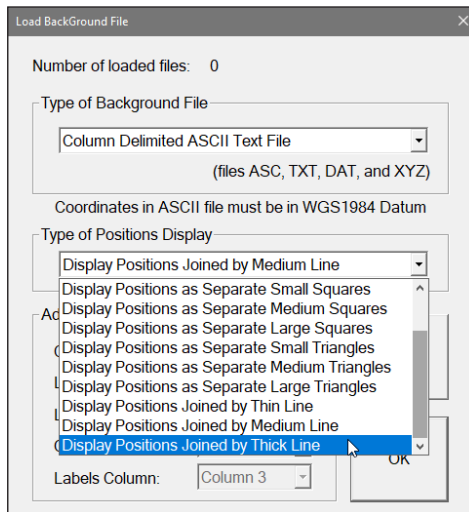 Load BackGround File
Number of loaded files: 0
Type of Background File
Column Delimited ASCII Text File
(files ASC, TXT, DAT, and XYZ)
Coordinates in ASCII file must be in WGS1984 Datum
Type of Positions Display
Display Positions Joined by Medium Line
Display Positions as Separate Small Squares
Display Positions as Separate Medium Squares
Display Positions as Separate Large Squares
Display Positions as Separate Small Triangles
Display Positions as Separate Medium Triangles
Display Positions as Separate Large Triangles
Display Positions Joined by Thin Line
Display Positions Joined by Medium Line
Display Positions Joined by Thick Line
OK
Labels Column: Column 3